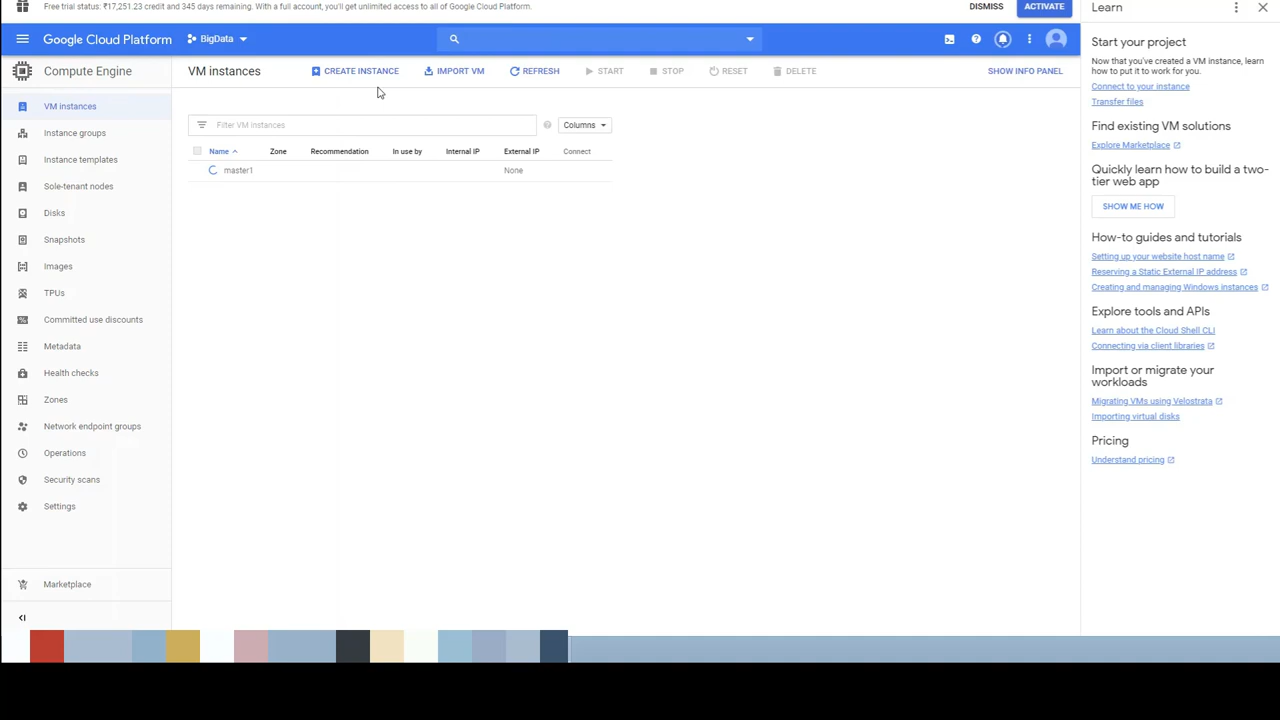 Free trial status: ₹17,251.23 credit and 345 days remaining. With a full account, you'll get unlimited access to all of Google Cloud Platform.
DISMISS
ACTIVATE
Google Cloud Platform
BigData
Compute Engine
VM instances
CREATE INSTANCE
IMPORT VM
REFRESH
START
STOP
RESET
DELETE
SHOW INFO PANEL
VM instances
Instance groups
Instance templates
Sole-tenant nodes
Disks
Snapshots
Images
TPUs
Committed use discounts
Metadata
Health checks
Zones
Network endpoint groups
Operations
Security scans
Settings
Marketplace
Filter VM instances
Columns
Name Zone Recommendation In use by Internal IP External IP Connect
master1 None
Learn
Start your project
Now that you've created a VM instance, learn
how to put it to work for you.
Connect to your instance
Transfer files
Find existing VM solutions
Explore Marketplace
Quickly learn how to build a two-
tier web app
SHOW ME HOW
How-to guides and tutorials
Setting up your website host name
Reserving a Static External IP address
Creating and managing Windows instances
Explore tools and APIs
Learn about the Cloud Shell CLI
Connecting via client libraries
Import or migrate your
workloads
Migrating VMs using Velostrata
Importing virtual disks
Pricing
Understand pricing